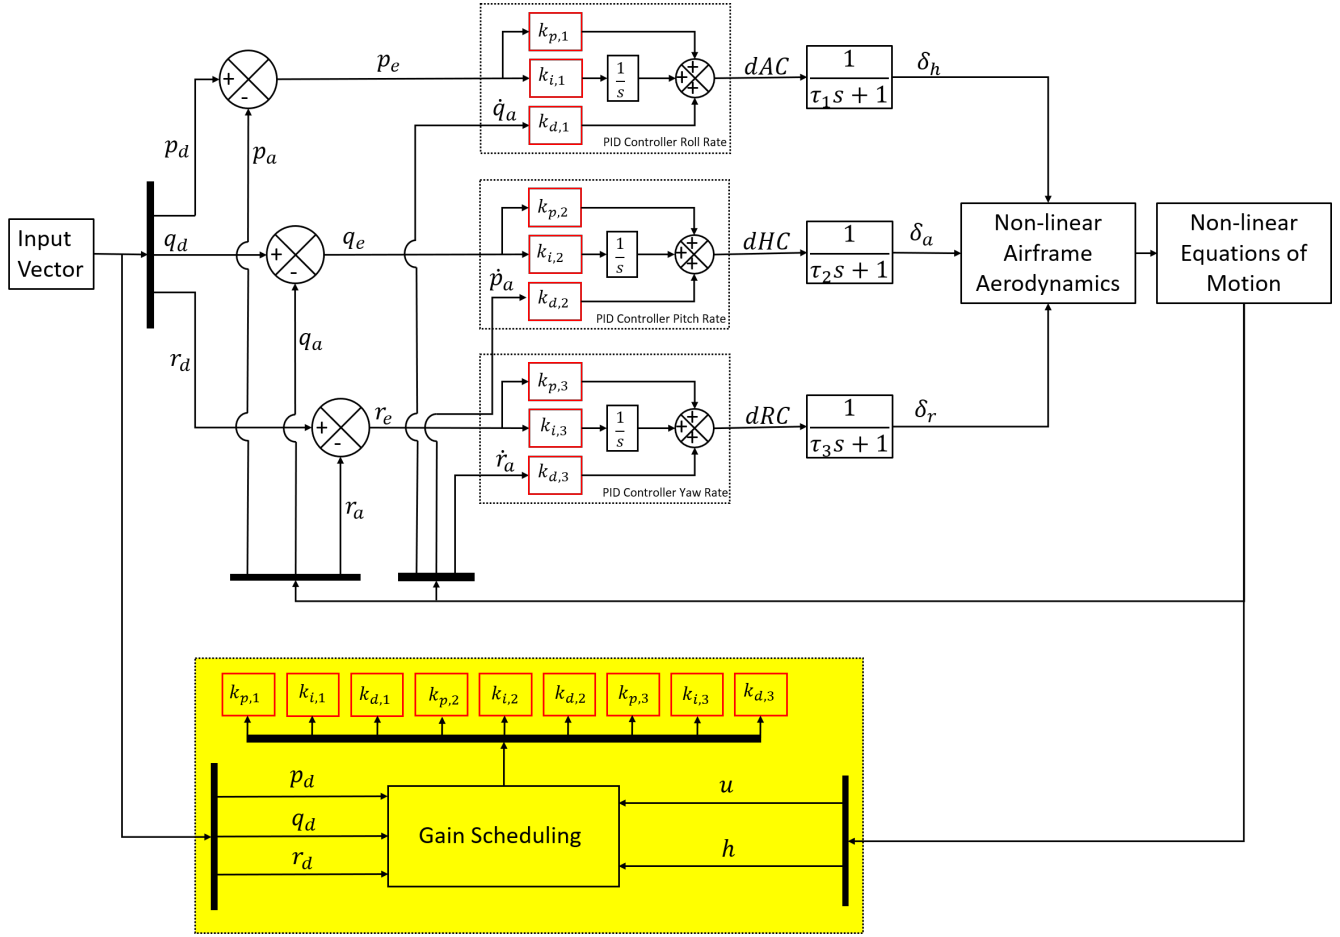 Input
Vector
p_d
q_d
r_d
+
-
p_a
+
-
q_a
+
-
r_a
p_e
q_e
r_e
q̇_a
k_{p,1}
k_{i,1}
1/s
k_{d,1}
+
+
+
PID Controller Roll Rate
dAC
1/(τ_1 s + 1)
δ_h
ṗ_a
k_{p,2}
k_{i,2}
1/s
k_{d,2}
+
+
+
PID Controller Pitch Rate
dHC
1/(τ_2 s + 1)
δ_a
ṙ_a
k_{p,3}
k_{i,3}
1/s
k_{d,3}
+
+
+
PID Controller Yaw Rate
dRC
1/(τ_3 s + 1)
δ_r
Non-linear
Airframe
Aerodynamics
Non-linear
Equations of
Motion
k_{p,1} k_{i,1} k_{d,1} k_{p,2} k_{i,2} k_{d,2} k_{p,3} k_{i,3} k_{d,3}
p_d
q_d
r_d
Gain Scheduling
u
h